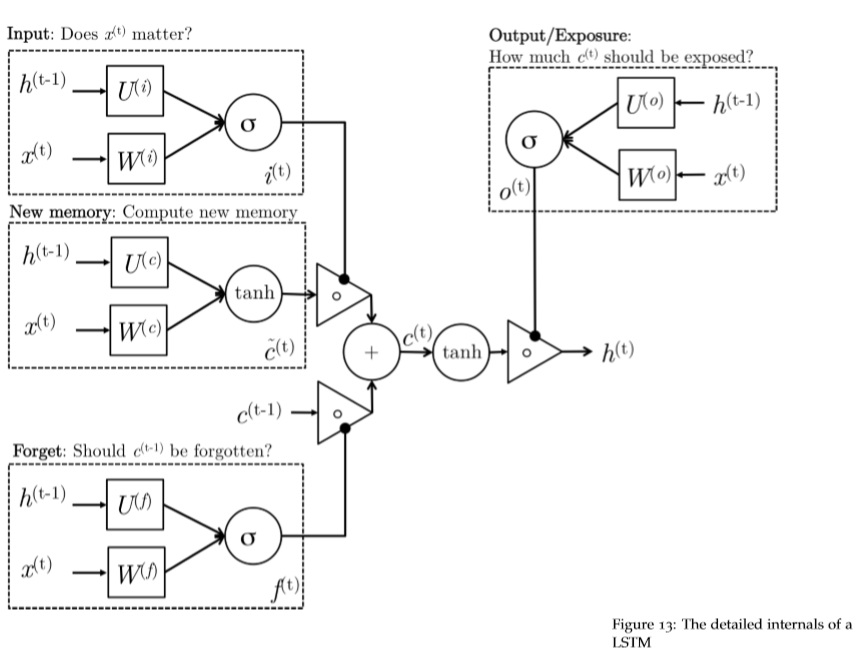 Input: Does x(t) matter?
h(t-1)
U(i)
σ
x(t)
W(i)
i(t)
New memory: Compute new memory
h(t-1)
U(c)
tanh
x(t)
W(c)
c̃(t)
∘
+
c(t)
tanh
∘
h(t)
c(t-1)
∘
Forget: Should c(t-1) be forgotten?
h(t-1)
U(f)
σ
x(t)
W(f)
f(t)
Output/Exposure:
How much c(t) should be exposed?
U(o)
h(t-1)
σ
W(o)
x(t)
o(t)
Figure 13: The detailed internals of a
LSTM